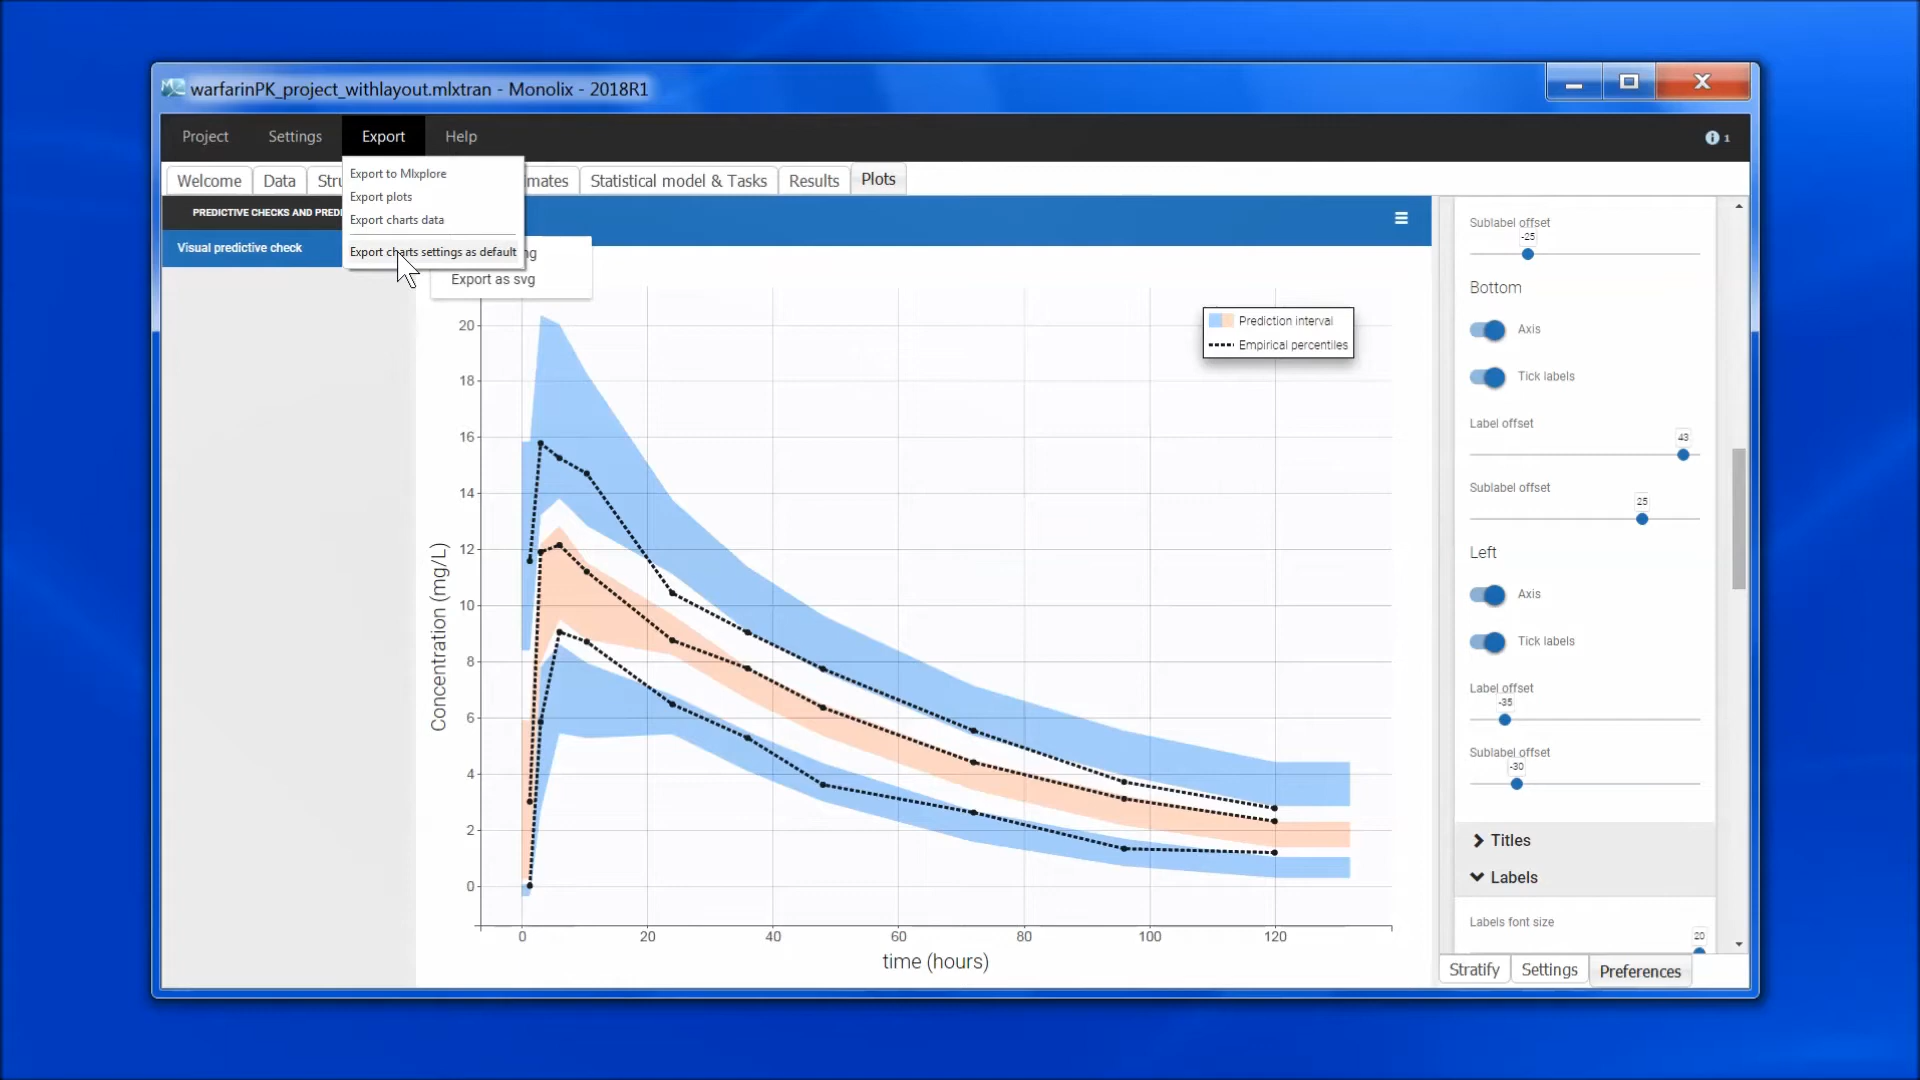 warfarinPK_project_withlayout.mlxtran - Monolix - 2018R1
Project Settings Export Help
1
Export to Mlxplore
Export plots
Export charts data
Export charts settings as default
Welcome Data Stru mates Statistical model & Tasks Results Plots
PREDICTIVE CHECKS AND PREDI
Visual predictive check
ng
Export as svg
Prediction interval
Empirical percentiles
20
18
16
14
12
10
8
6
4
2
0
Concentration (mg/L)
0 20 40 60 80 100 120
time (hours)
Sublabel offset
-25
Bottom
Axis
Tick labels
Label offset
43
Sublabel offset
25
Left
Axis
Tick labels
Label offset
-35
Sublabel offset
-30
Titles
Labels
Labels font size
20
Stratify Settings Preferences